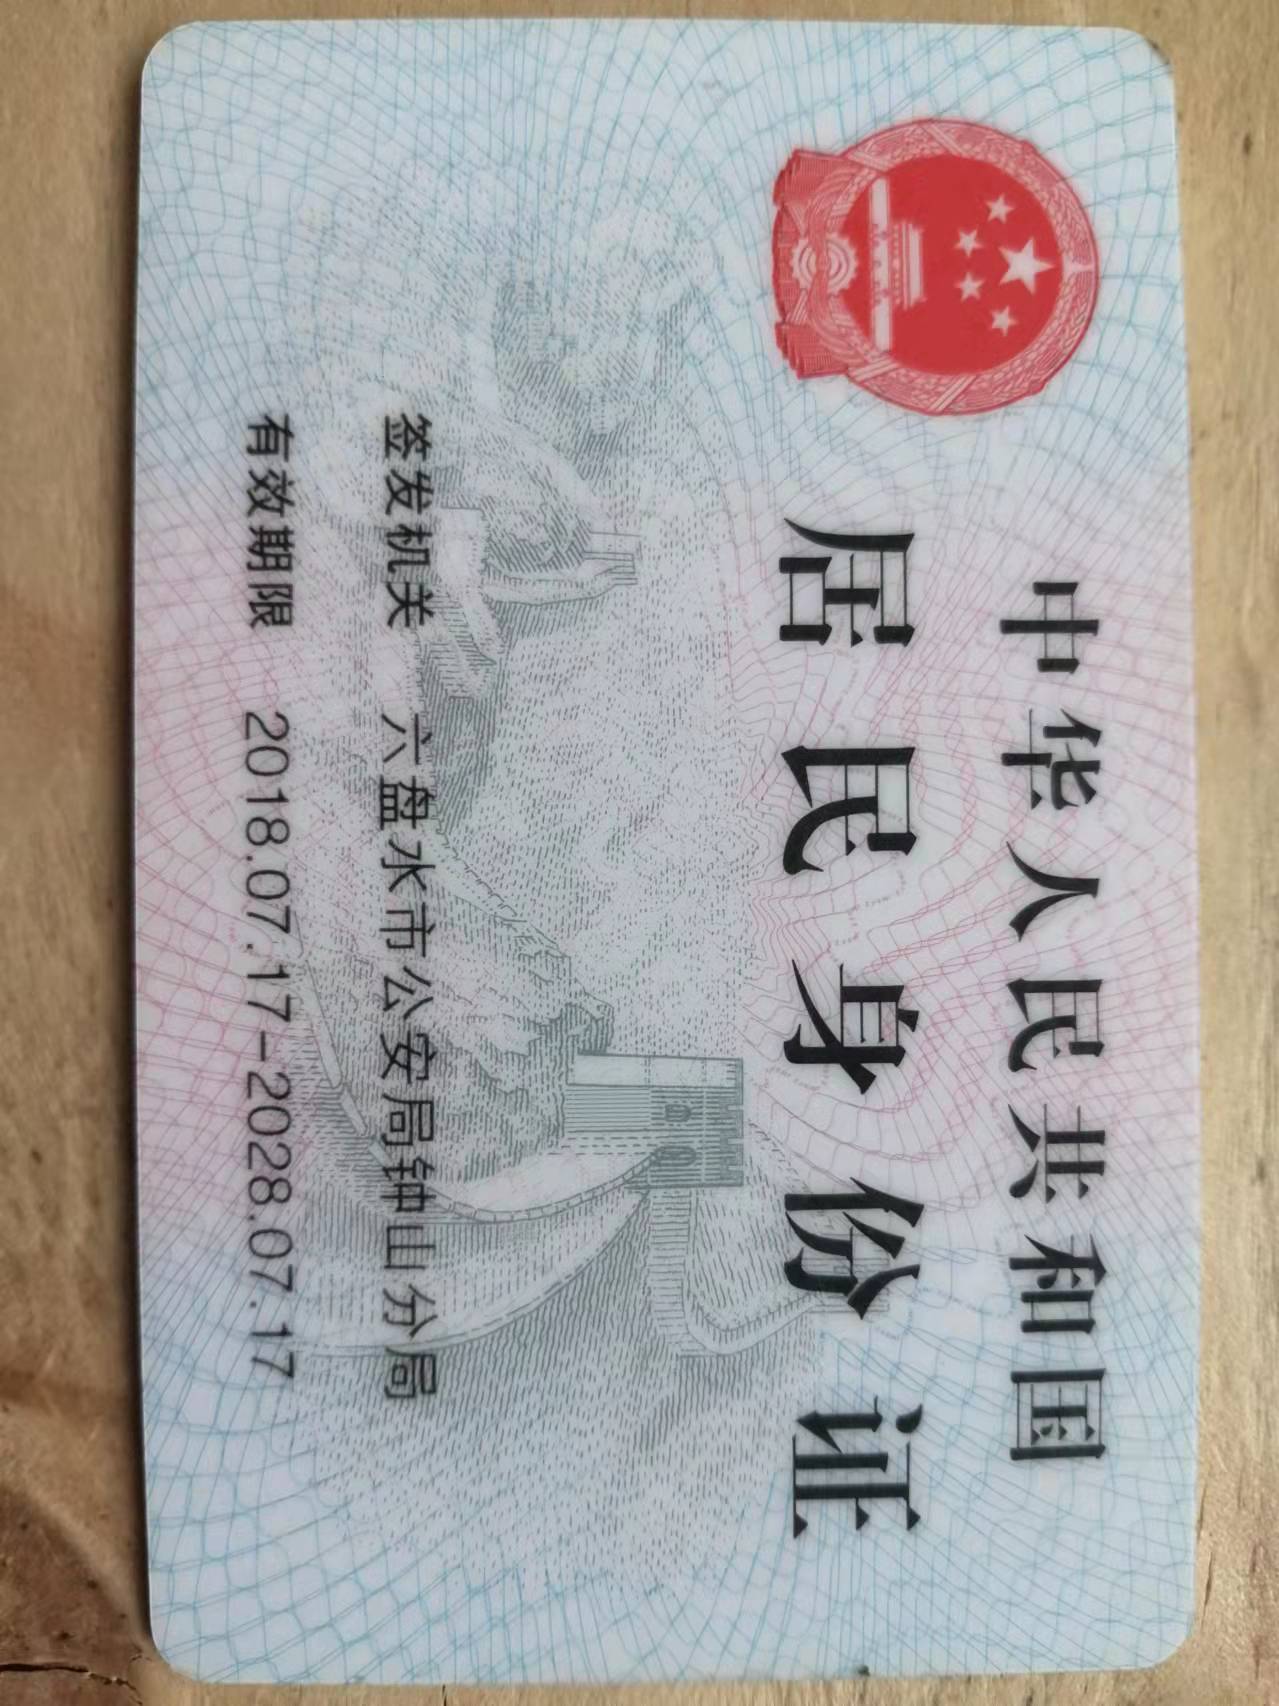 中华人民共和国
居民身份证
签发机关 六盘水市公安局钟山分局
有效期限 2018.07.17-2028.07.17